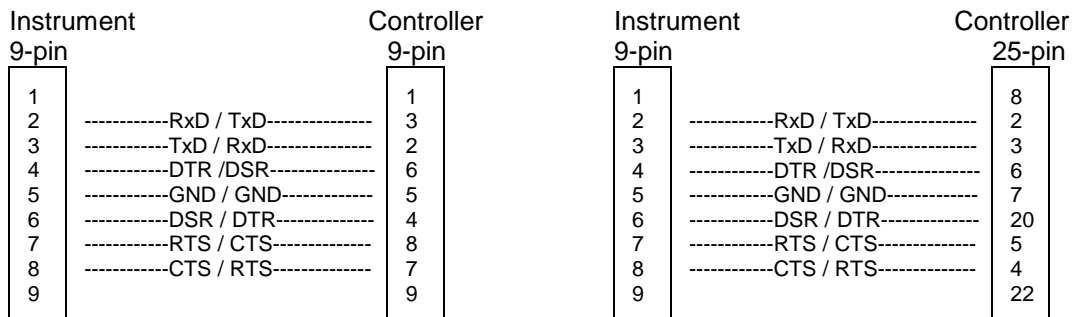 Instrument Controller
9-pin 9-pin
1 1
2 -------------RxD / TxD---------------- 3
3 -------------TxD / RxD---------------- 2
4 -------------DTR /DSR---------------- 6
5 -------------GND / GND-------------- 5
6 -------------DSR / DTR--------------- 4
7 -------------RTS / CTS--------------- 8
8 -------------CTS / RTS--------------- 7
9 9
Instrument Controller
9-pin 25-pin
1 8
2 -------------RxD / TxD---------------- 2
3 -------------TxD / RxD---------------- 3
4 -------------DTR /DSR---------------- 6
5 -------------GND / GND-------------- 7
6 -------------DSR / DTR--------------- 20
7 -------------RTS / CTS--------------- 5
8 -------------CTS / RTS--------------- 4
9 22